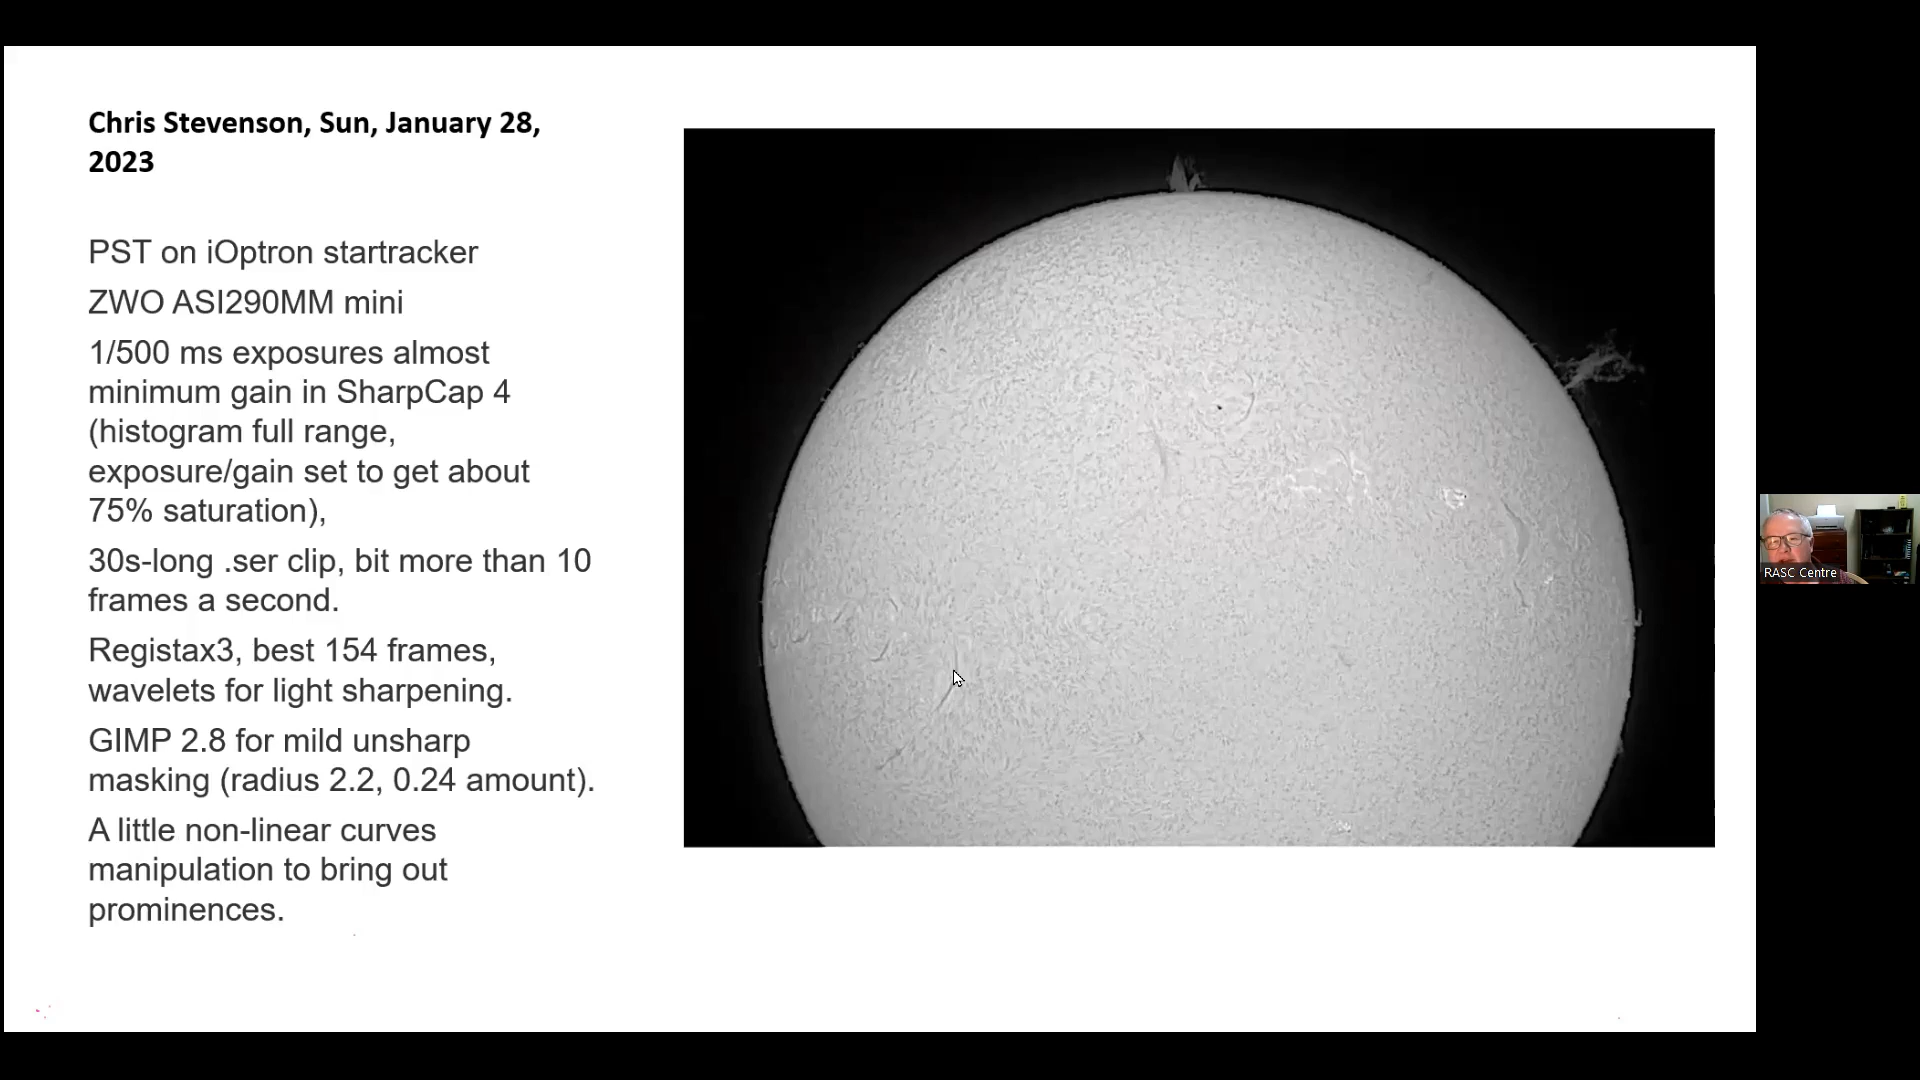 Chris Stevenson, Sun, January 28,
2023
PST on iOptron startracker
ZWO ASI290MM mini
1/500 ms exposures almost
minimum gain in SharpCap 4
(histogram full range,
exposure/gain set to get about
75% saturation),
30s-long .ser clip, bit more than 10
frames a second.
Registax3, best 154 frames,
wavelets for light sharpening.
GIMP 2.8 for mild unsharp
masking (radius 2.2, 0.24 amount).
A little non-linear curves
manipulation to bring out
prominences.
RASC Centre